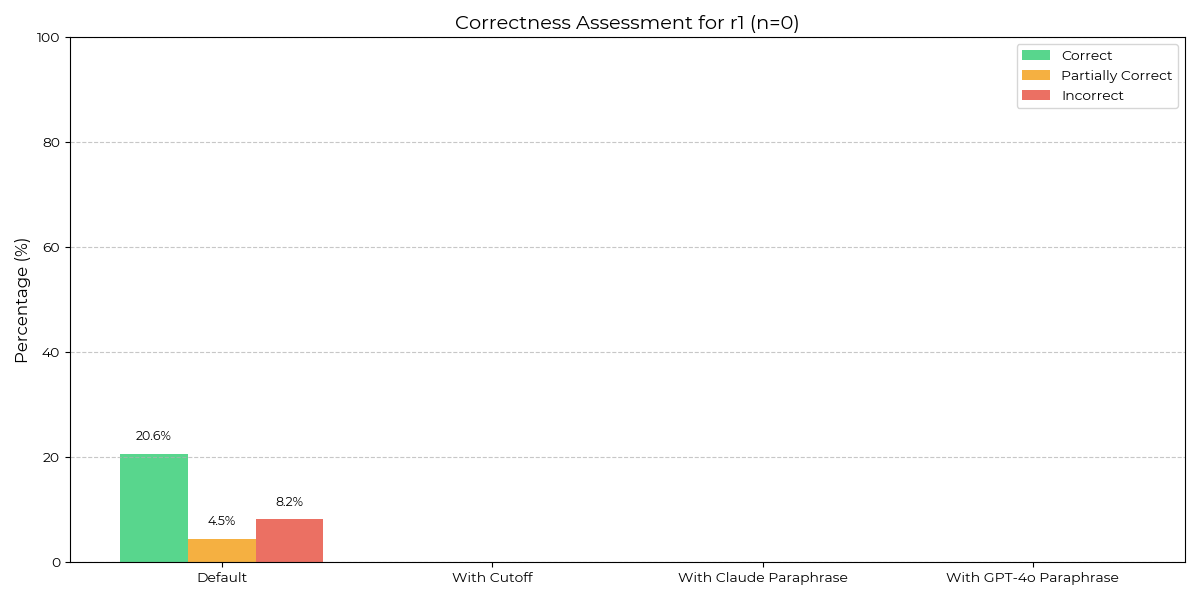 Correctness Assessment for r1 (n=0)
Correct
Partially Correct
Incorrect
Percentage (%)
100
80
60
40
20
0
20.6%
4.5%
8.2%
Default
With Cutoff
With Claude Paraphrase
With GPT-4o Paraphrase